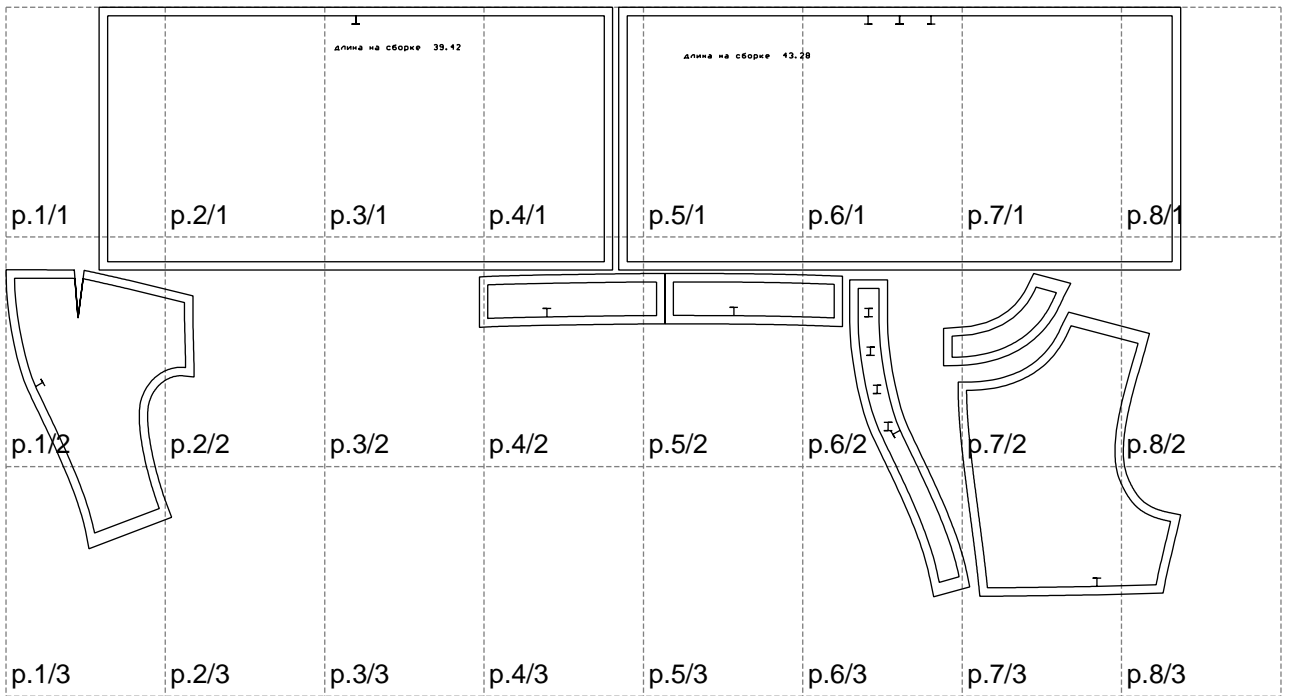 длина на сборке 39.42
длина на сборке 43.28
p.1/1 p.2/1 p.3/1 p.4/1 p.5/1 p.6/1 p.7/1 p.8/1
p.1/2 p.2/2 p.3/2 p.4/2 p.5/2 p.6/2 p.7/2 p.8/2
p.1/3 p.2/3 p.3/3 p.4/3 p.5/3 p.6/3 p.7/3 p.8/3